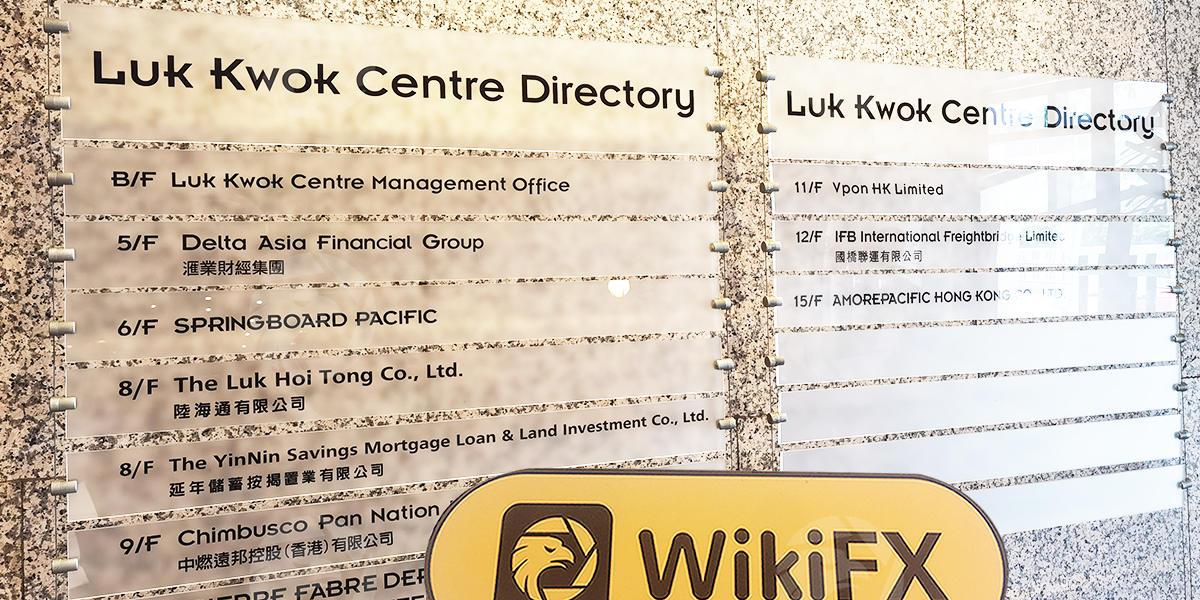 Luk Kwok Centre Directory
B/F Luk Kwok Centre Management Office
5/F Delta Asia Financial Group
滙業財經集團
6/F SPRINGBOARD PACIFIC
8/F The Luk Hoi Tong Co., Ltd.
陸海通有限公司
8/F The YinNin Savings Mortgage Loan & Land Investment Co., Ltd.
延年儲蓄按揭置業有限公司
9/F Chimbusco Pan Nation
中燃遠邦控股(香港)有限公司
FABRE
Luk Kwok Centre Directory
11/F Vpon HK Limited
12/F IFB International Freightbridge Limited
國橋聯運有限公司
15/F AMOREPACIFIC HONG KONG CO., LTD.
WikiFX